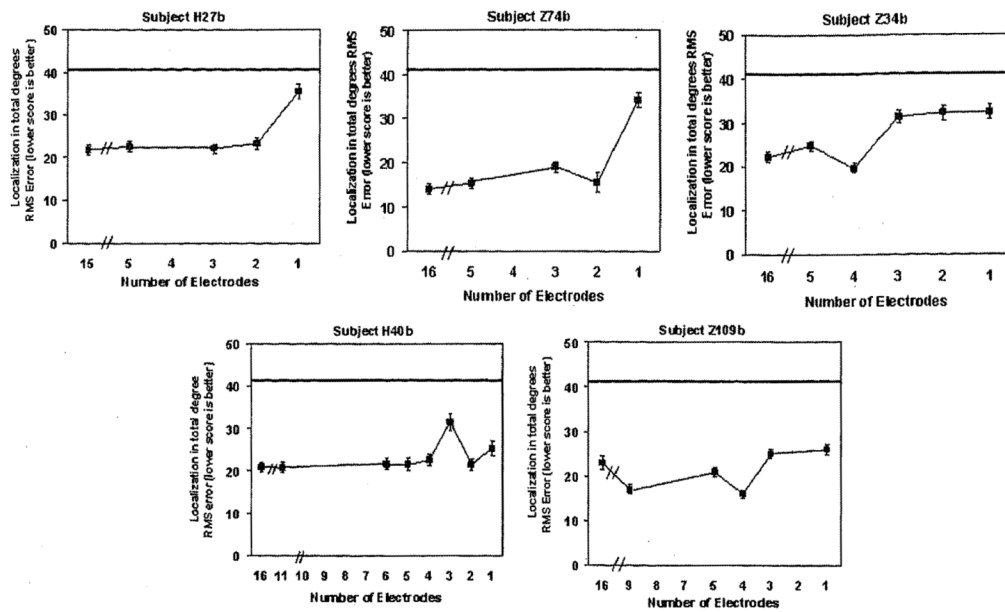 Subject H27b
Localization in total degrees
RMS Error (lower score is better)
50
40
30
20
10
0
16 5 4 3 2 1
Number of Electrodes
Subject Z74b
Localization in total degrees RMS
Error (lower score is better)
50
40
30
20
10
0
16 5 4 3 2 1
Number of Electrodes
Subject Z34b
Localization in total degrees RMS
Error (lower score is better)
50
40
30
20
10
0
16 5 4 3 2 1
Number of Electrodes
Subject H40b
Localization in total degree
RMS error (lower score is better)
50
40
30
20
10
0
16 11 10 9 8 7 6 5 4 3 2 1
Number of Electrodes
Subject Z109b
Localization in total degrees
RMS Error (lower score is better)
50
40
30
20
10
0
16 9 8 7 5 4 3 2 1
Number of Electrodes